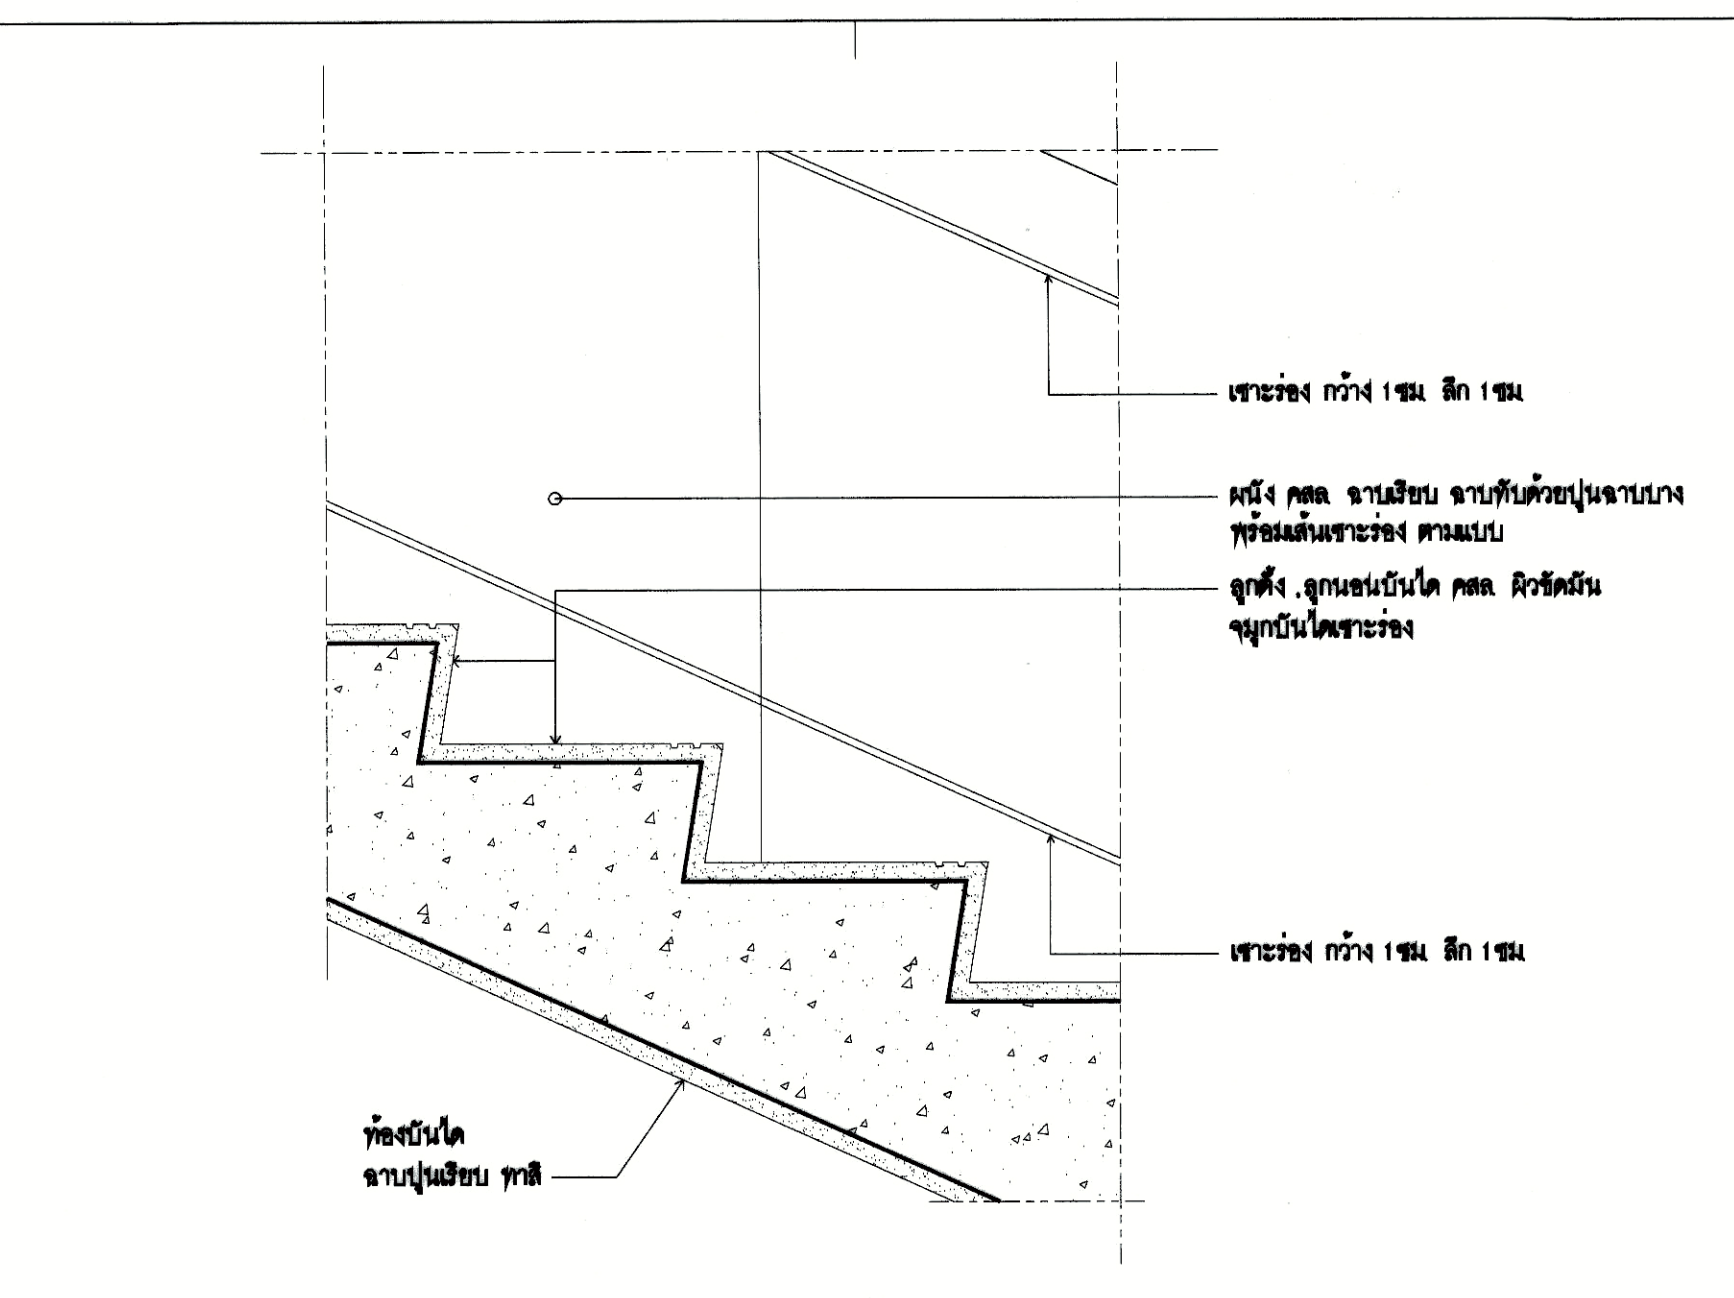 เซาะร่อง กว้าง 1ซม. ลึก 1ซม.
ผนัง คสล. ฉาบเรียบ ฉาบทับด้วยปูนฉาบบาง
พร้อมเส้นเซาะร่อง ตามแบบ
ลูกตั้ง ,ลูกนอนบันได คสล. ผิวขัดมัน
จมูกบันไดเซาะร่อง
เซาะร่อง กว้าง 1ซม. ลึก 1ซม.
ท้องบันได
ฉาบปูนเรียบ ทาสี